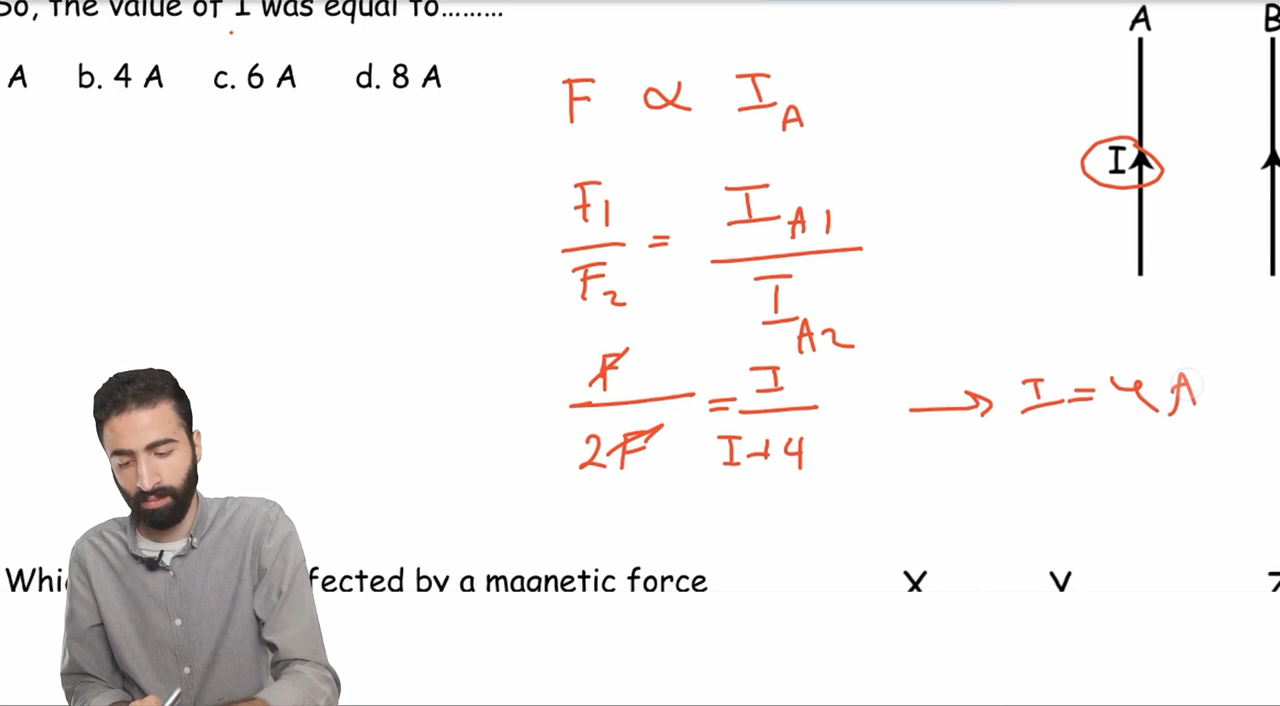 So, the value of I was equal to.........
A b. 4 A c. 6 A d. 8 A
A B
I
F ∝ I_A
F₁/F₂ = I_A1/I_A2
F/2F = I/I+4 → I = 4 A
fected by a magnetic force
X Y